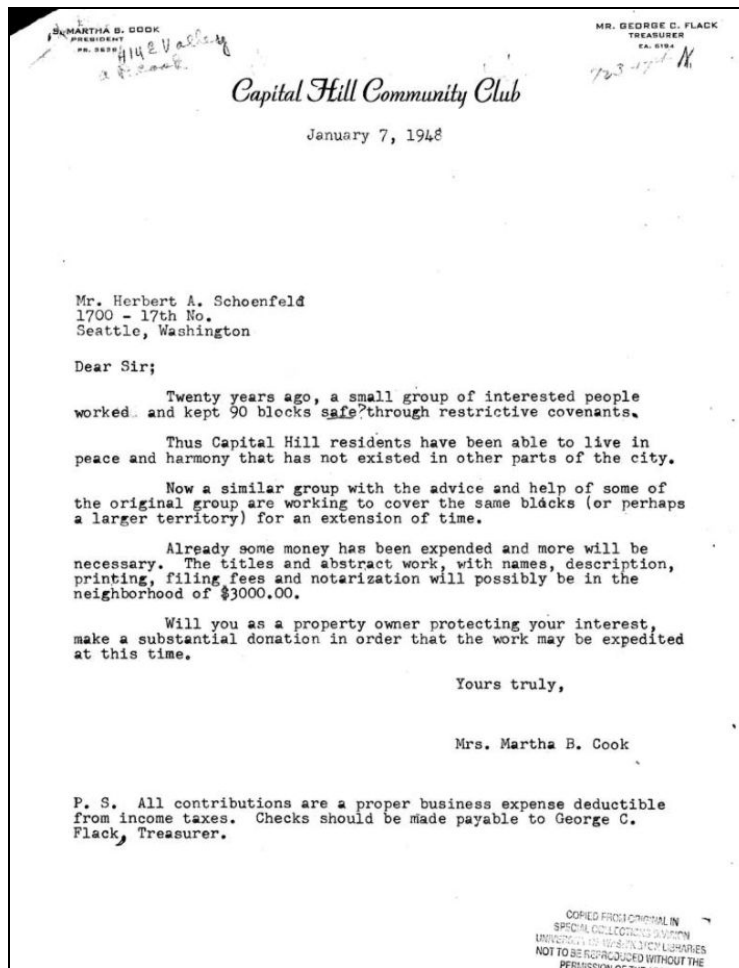 MARTHA B. COOK
PRESIDENT
4142 Valley
MR. GEORGE C. FLACK
TREASURER
EA. 6194
N.
Capital Hill Community Club
January 7, 1948
Mr. Herbert A. Schoenfeld
1700 - 17th No.
Seattle, Washington
Dear Sir;
Twenty years ago, a small group of interested people
worked and kept 90 blocks safe?through restrictive covenants.
Thus Capital Hill residents have been able to live in
peace and harmony that has not existed in other parts of the city.
Now a similar group with the advice and help of some of
the original group are working to cover the same blocks (or perhaps
a larger territory) for an extension of time.
Already some money has been expended and more will be
necessary.  The titles and abstract work, with names, description,
printing, filing fees and notarization will possibly be in the
neighborhood of $3000.00.
Will you as a property owner protecting your interest,
make a substantial donation in order that the work may be expedited
at this time.
Yours truly,
Mrs. Martha B. Cook
P. S.  All contributions are a proper business expense deductible
from income taxes.  Checks should be made payable to George C.
Flack, Treasurer.
COPIED FROM ORIGINAL IN
SPECIAL COLLECTIONS DIVISION
UNIVERSITY OF WASHINGTON LIBRARIES
NOT TO BE REPRODUCED WITHOUT THE
PERMISSION OF